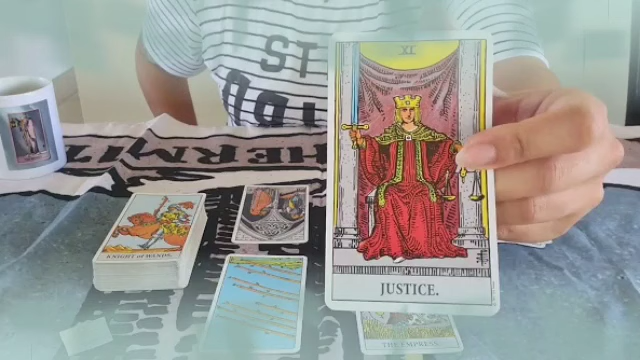 ST
HERMIT
XI
JUSTICE.
KNIGHT of WANDS.
THE EMPRESS.